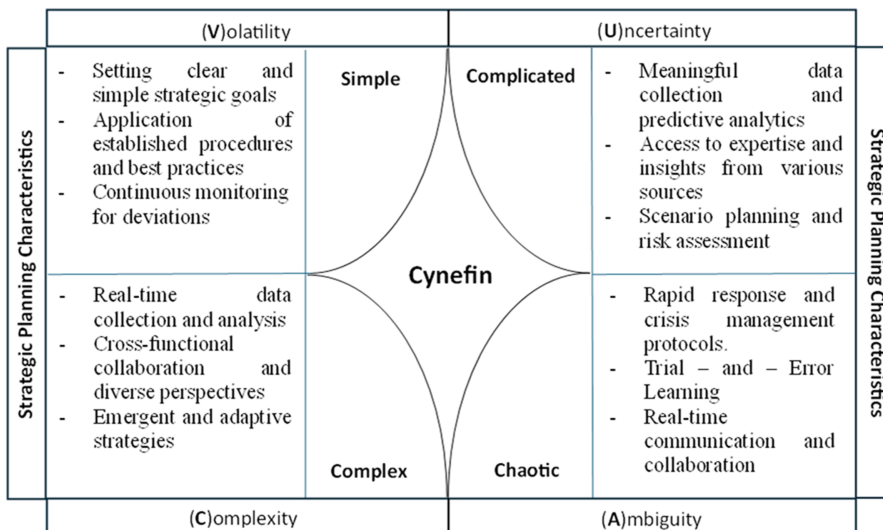 (V)olatility
(U)ncertainty
Strategic Planning Characteristics
- Setting clear and
simple strategic goals
- Application of
established procedures
and best practices
- Continuous monitoring
for deviations
Simple
Complicated
- Meaningful data
collection and
predictive analytics
- Access to expertise and
insights from various
sources
- Scenario planning and
risk assessment
Strategic Planning Characteristics
Cynefin
- Real-time data
collection and analysis
- Cross-functional
collaboration and
diverse perspectives
- Emergent and adaptive
strategies
Complex
Chaotic
- Rapid response and
crisis management
protocols.
- Trial – and – Error
Learning
- Real-time
communication and
collaboration
(C)omplexity
(A)mbiguity